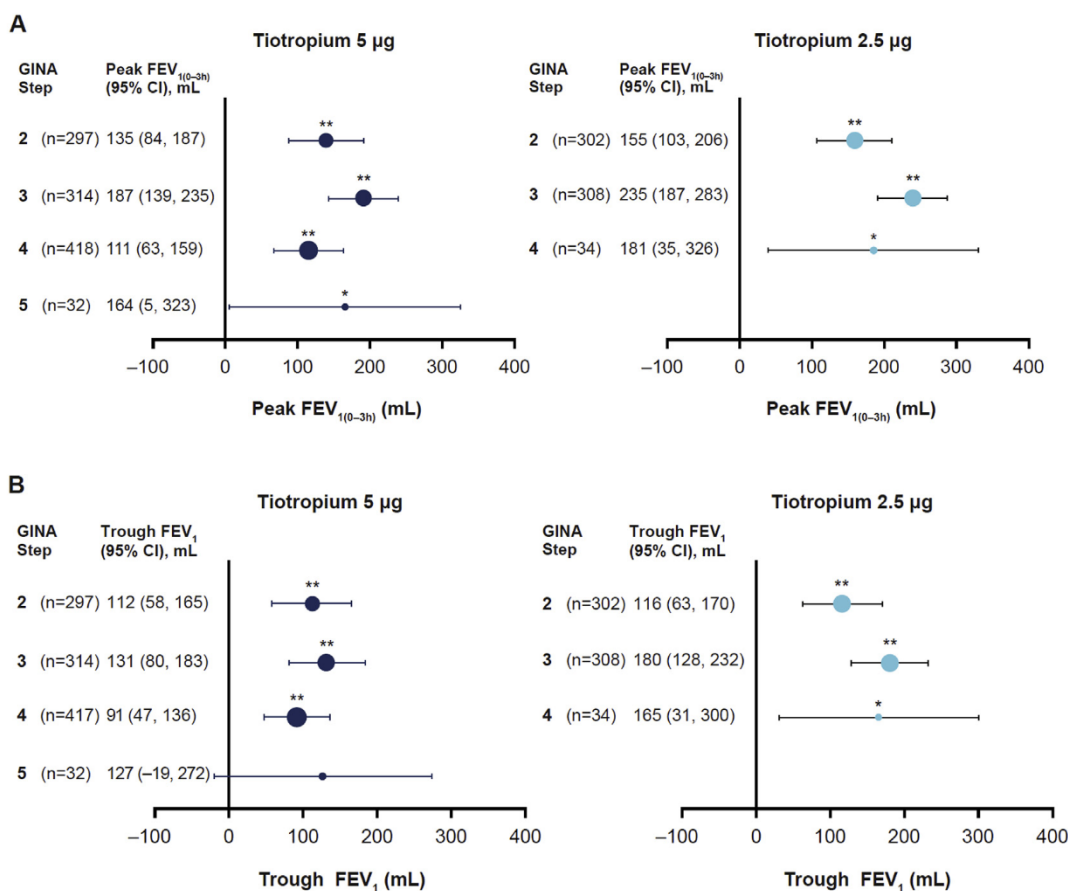 A
Tiotropium 5 µg
GINA Step
Peak FEV1(0–3h) (95% CI), mL
2 (n=297) 135 (84, 187)
**
3 (n=314) 187 (139, 235)
**
4 (n=418) 111 (63, 159)
**
5 (n=32) 164 (5, 323)
*
–100 0 100 200 300 400
Peak FEV1(0–3h) (mL)
Tiotropium 2.5 µg
GINA Step
Peak FEV1(0–3h) (95% CI), mL
2 (n=302) 155 (103, 206)
**
3 (n=308) 235 (187, 283)
**
4 (n=34) 181 (35, 326)
*
–100 0 100 200 300 400
Peak FEV1(0–3h) (mL)
B
Tiotropium 5 µg
GINA Step
Trough FEV1 (95% CI), mL
2 (n=297) 112 (58, 165)
**
3 (n=314) 131 (80, 183)
**
4 (n=417) 91 (47, 136)
**
5 (n=32) 127 (–19, 272)
–100 0 100 200 300 400
Trough FEV1 (mL)
Tiotropium 2.5 µg
GINA Step
Trough FEV1 (95% CI), mL
2 (n=302) 116 (63, 170)
**
3 (n=308) 180 (128, 232)
**
4 (n=34) 165 (31, 300)
*
–100 0 100 200 300 400
Trough FEV1 (mL)